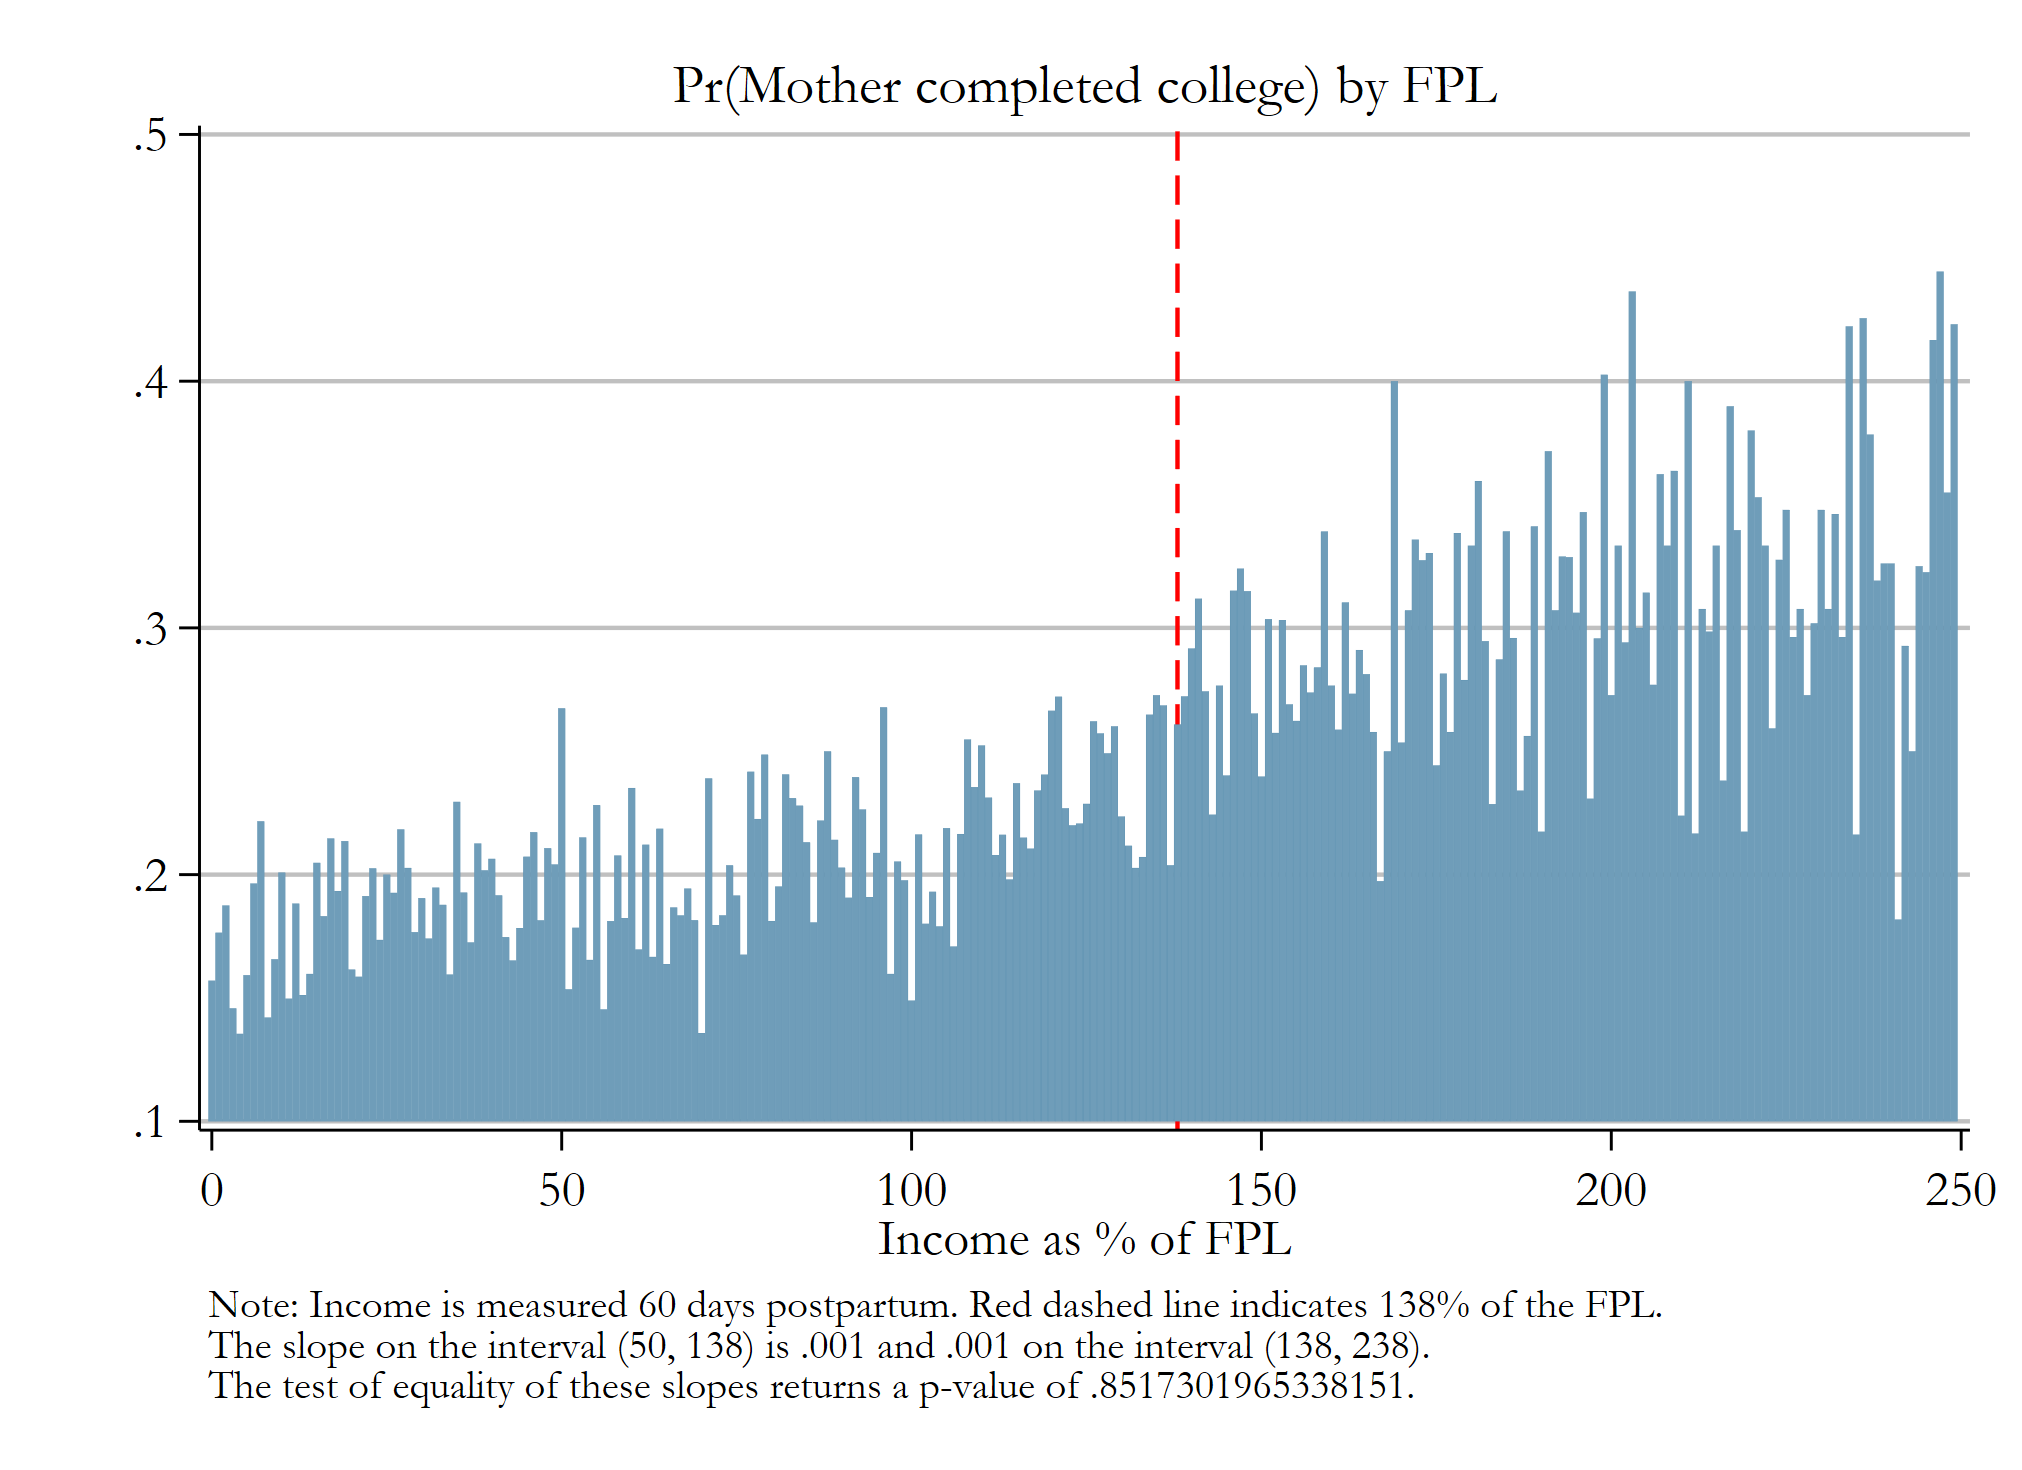 Pr(Mother completed college) by FPL
.5
.4
.3
.2
.1
0 50 100 150 200 250
Income as % of FPL
Note: Income is measured 60 days postpartum. Red dashed line indicates 138% of the FPL.
The slope on the interval (50, 138) is .001 and .001 on the interval (138, 238).
The test of equality of these slopes returns a p-value of .8517301965338151.